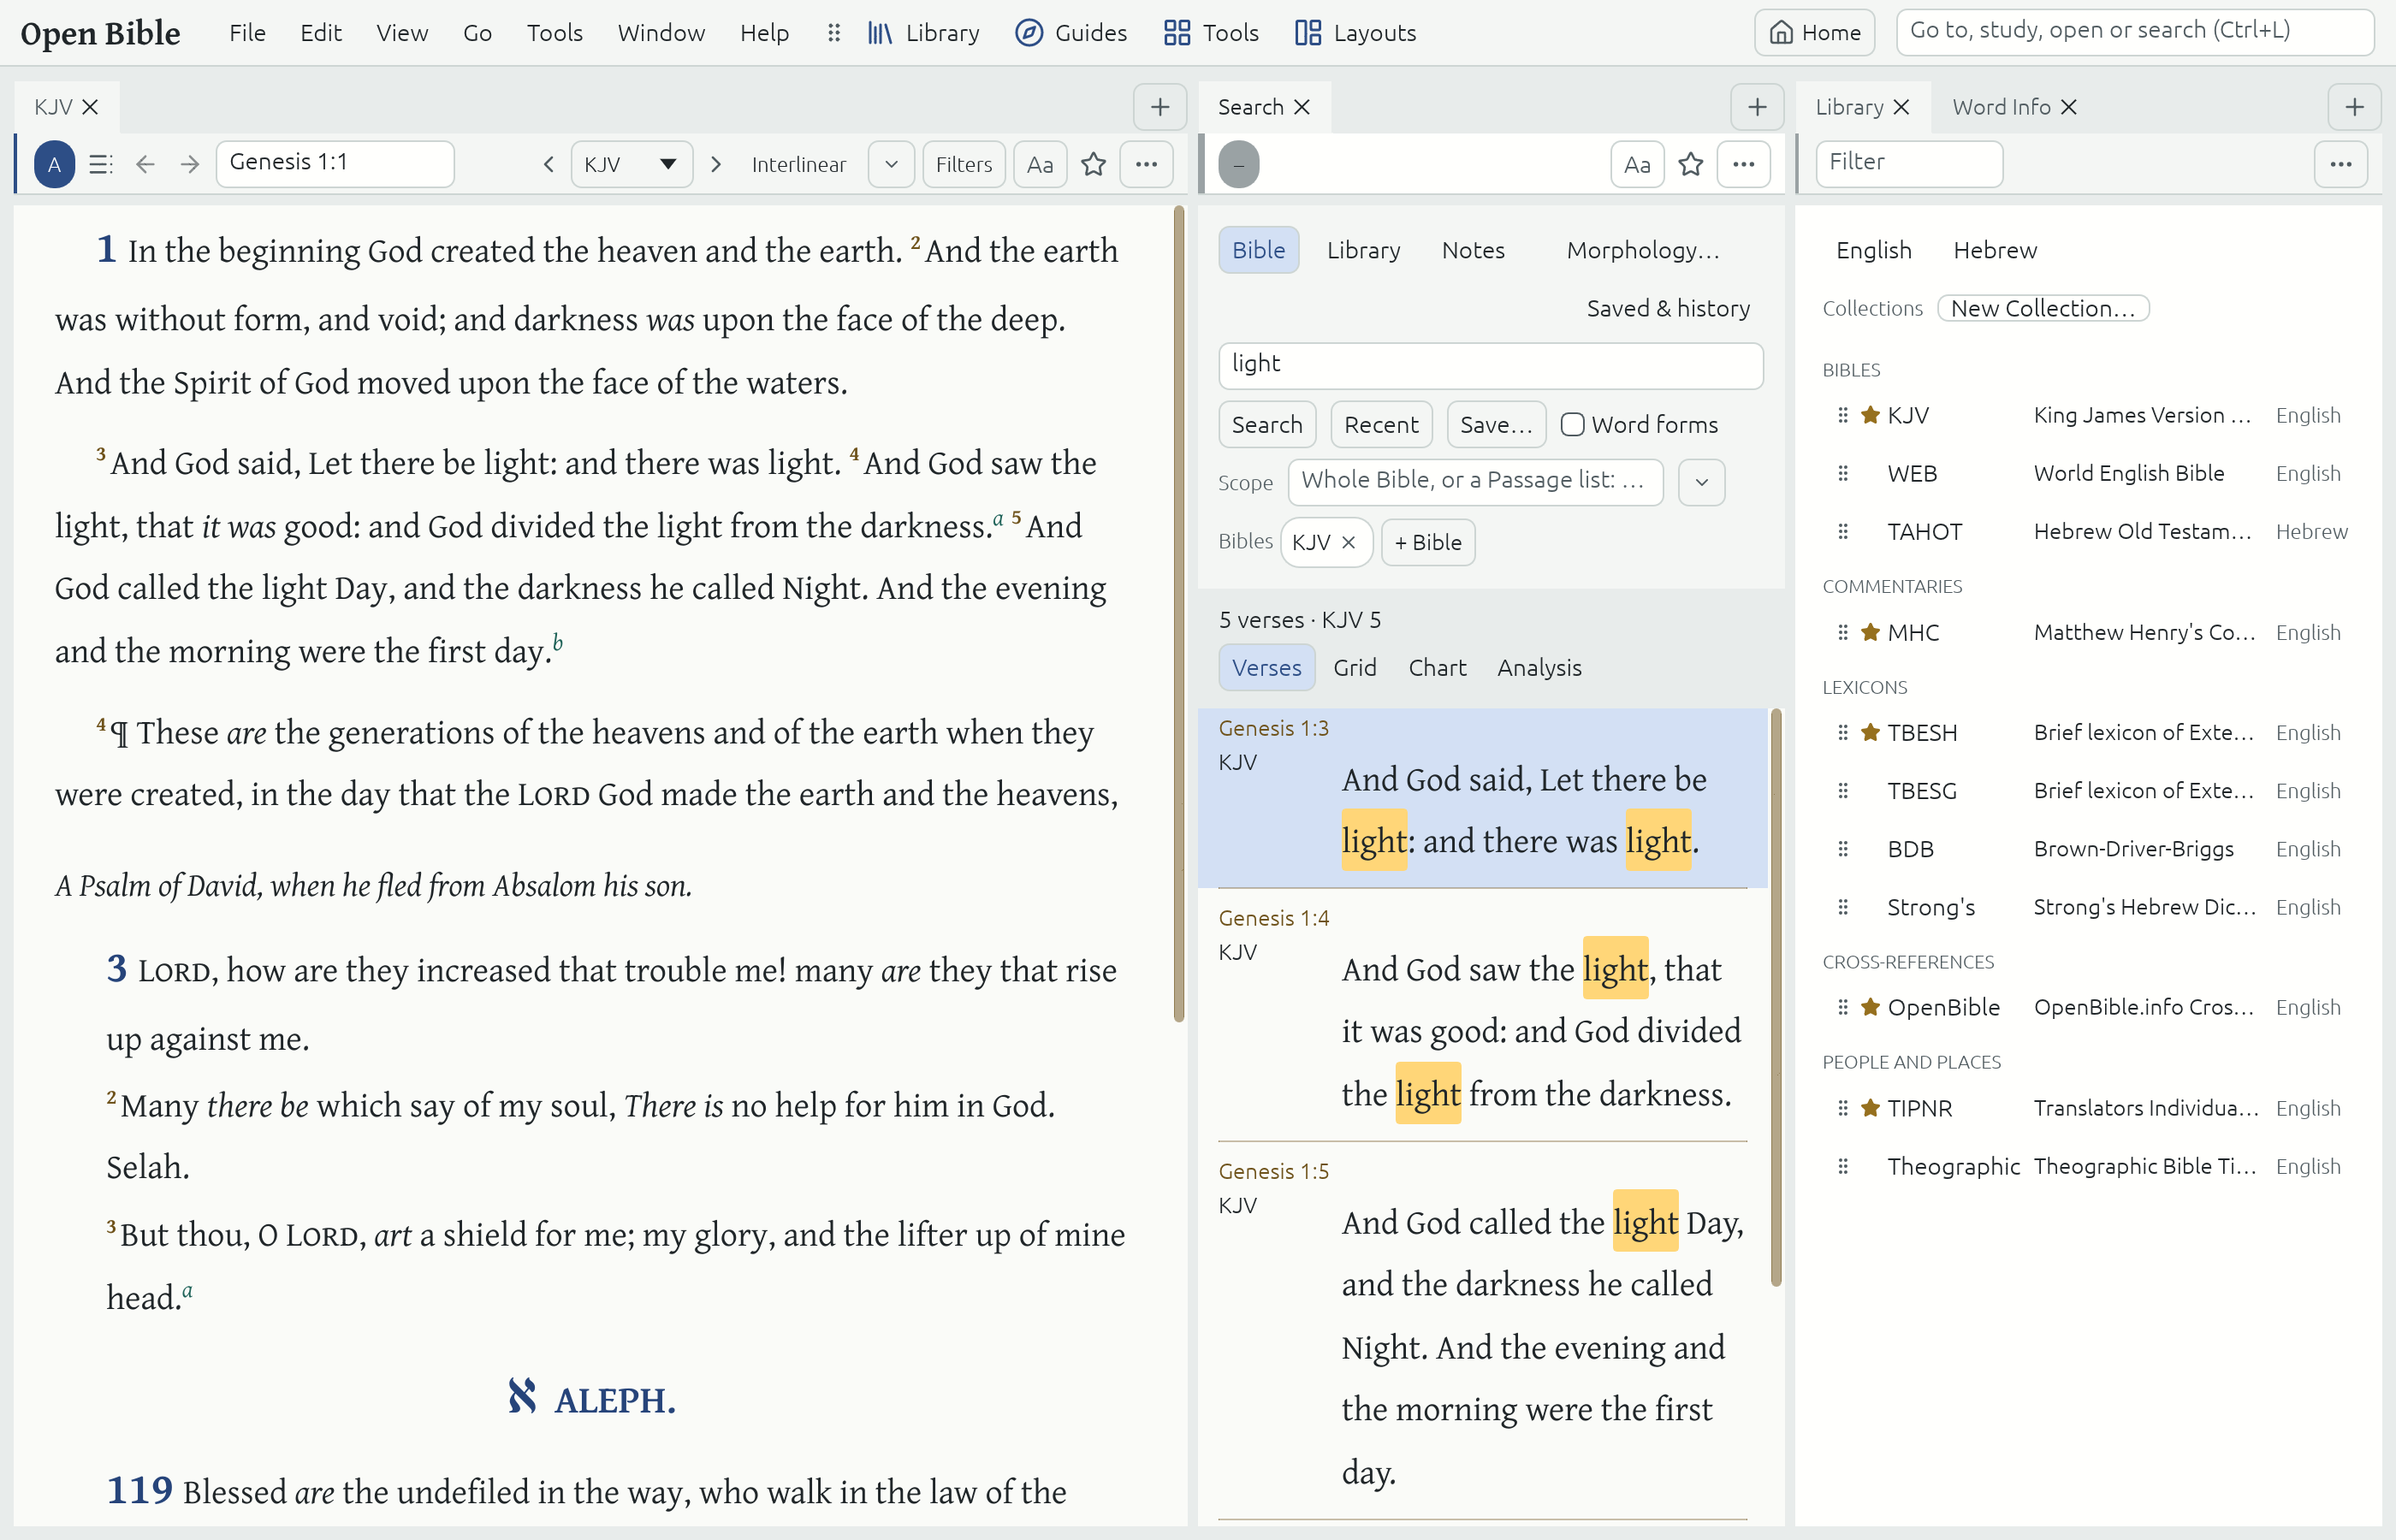 Open Bible File Edit View Go Tools Window Help Library Guides Tools Layouts Home Go to, study, open or search (Ctrl+L)
KJV
A Genesis 1:1 KJV Interlinear Filters Aa ...
1 In the beginning God created the heaven and the earth. 2 And the earth
was without form, and void; and darkness was upon the face of the deep.
And the Spirit of God moved upon the face of the waters.
3 And God said, Let there be light: and there was light. 4 And God saw the
light, that it was good: and God divided the light from the darkness.a 5 And
God called the light Day, and the darkness he called Night. And the evening
and the morning were the first day.b
4 ¶ These are the generations of the heavens and of the earth when they
were created, in the day that the LORD God made the earth and the heavens,
A Psalm of David, when he fled from Absalom his son.
3 LORD, how are they increased that trouble me! many are they that rise
up against me.
2 Many there be which say of my soul, There is no help for him in God.
Selah.
3 But thou, O LORD, art a shield for me; my glory, and the lifter up of mine
head.a
א ALEPH.
119 Blessed are the undefiled in the way, who walk in the law of the
Search
– Aa ...
Bible Library Notes Morphology…
Saved & history
light
Search Recent Save… Word forms
Scope Whole Bible, or a Passage list: …
Bibles KJV + Bible
5 verses · KJV 5
Verses Grid Chart Analysis
Genesis 1:3
KJV
And God said, Let there be
light: and there was light.
Genesis 1:4
KJV
And God saw the light, that
it was good: and God divided
the light from the darkness.
Genesis 1:5
KJV
And God called the light Day,
and the darkness he called
Night. And the evening and
the morning were the first
day.
Library Word Info
Filter ...
English Hebrew
Collections New Collection…
BIBLES
KJV King James Version … English
WEB World English Bible English
TAHOT Hebrew Old Testam… Hebrew
COMMENTARIES
MHC Matthew Henry's Co… English
LEXICONS
TBESH Brief lexicon of Exte… English
TBESG Brief lexicon of Exte… English
BDB Brown-Driver-Briggs English
Strong's Strong's Hebrew Dic… English
CROSS-REFERENCES
OpenBible OpenBible.info Cros… English
PEOPLE AND PLACES
TIPNR Translators Individua… English
Theographic Theographic Bible Ti… English